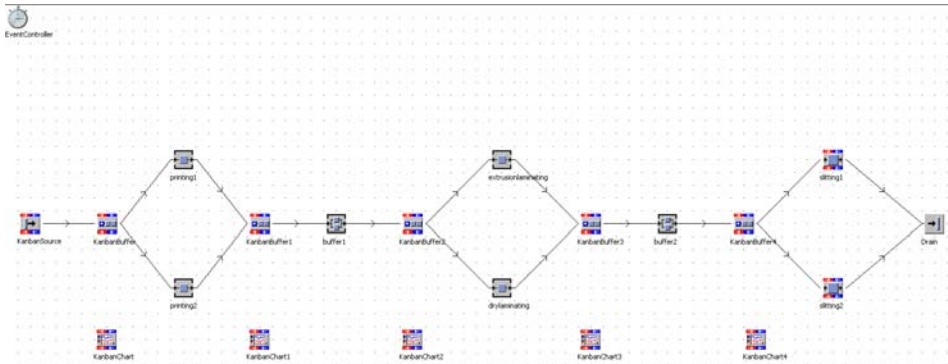 EventController
printing1
extrusionlaminating
slitting1
KanbanSource
KanbanBuffer
KanbanBuffer1
buffer1
KanbanBuffer2
KanbanBuffer3
buffer2
KanbanBuffer4
Drain
printing2
drylaminating
slitting2
KanbanChart
KanbanChart1
KanbanChart2
KanbanChart3
KanbanChart4